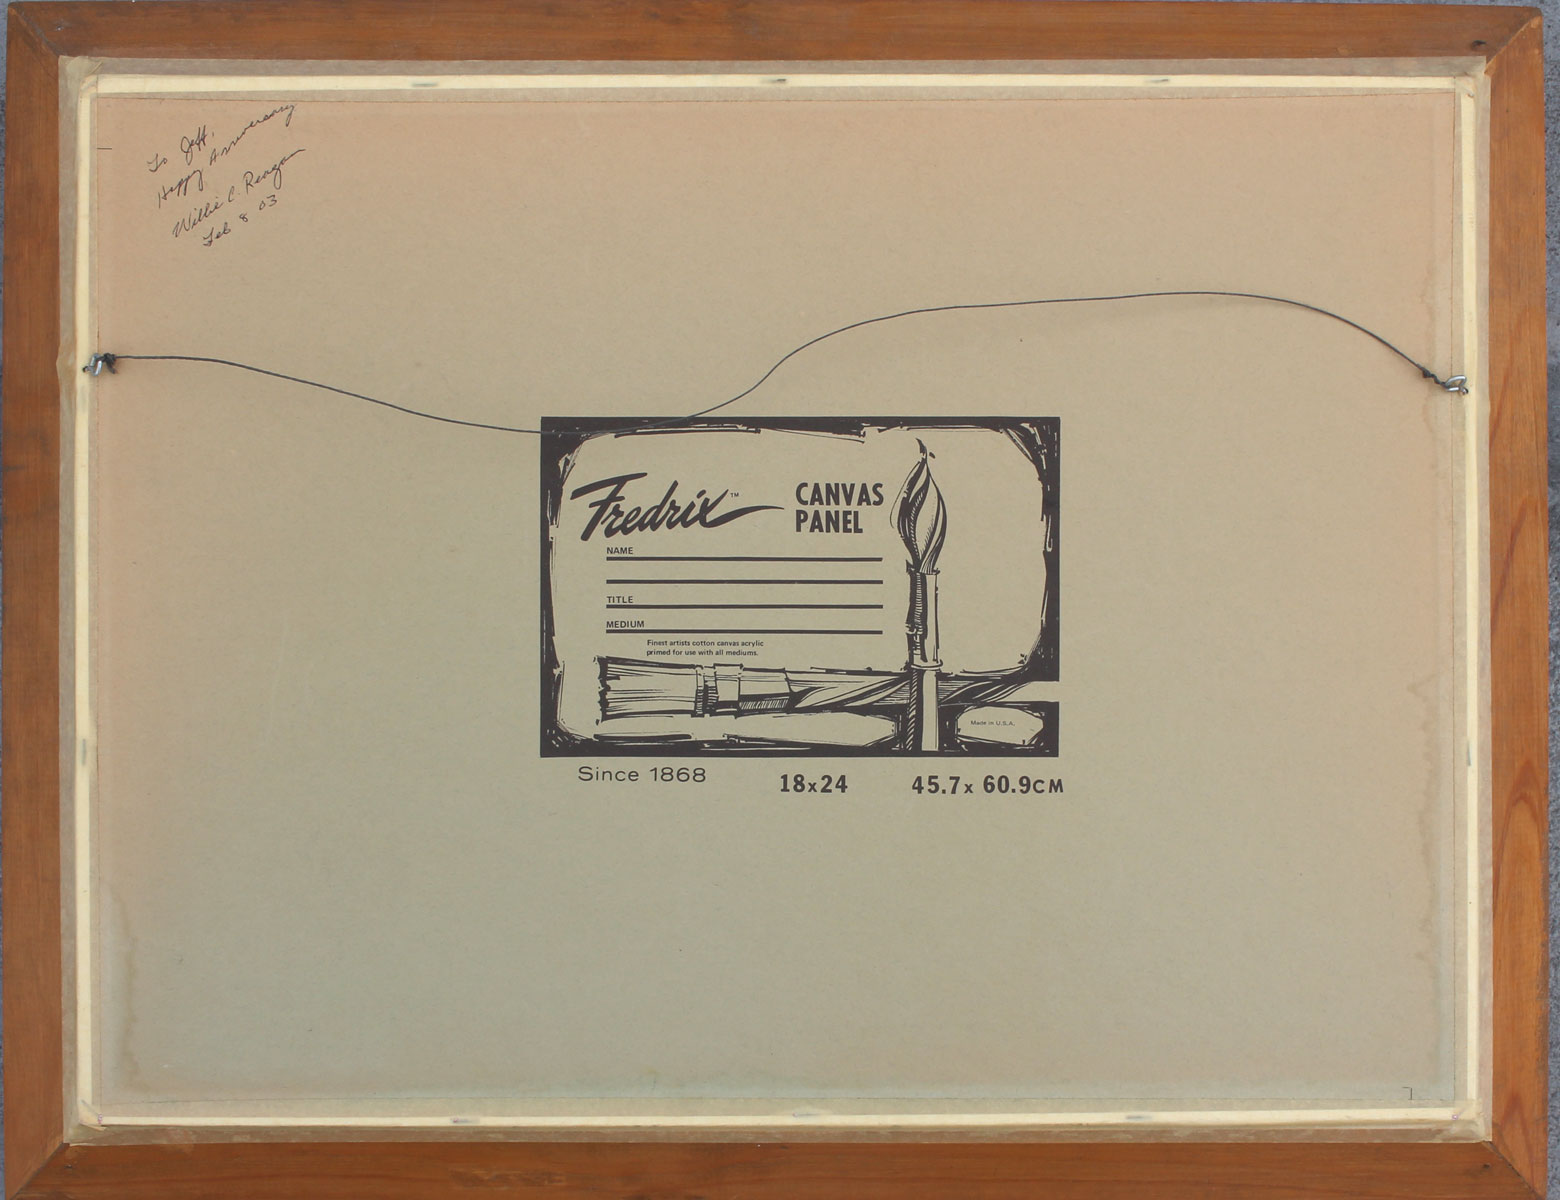 To Jeff,
Happy Anniversary
Willie C. Reagan
Feb 8 03
Fredrix™
CANVAS
PANEL
NAME
TITLE
MEDIUM
Finest artists cotton canvas acrylic
primed for use with all mediums.
Made in U.S.A.
Since 1868 18x24 45.7x 60.9CM